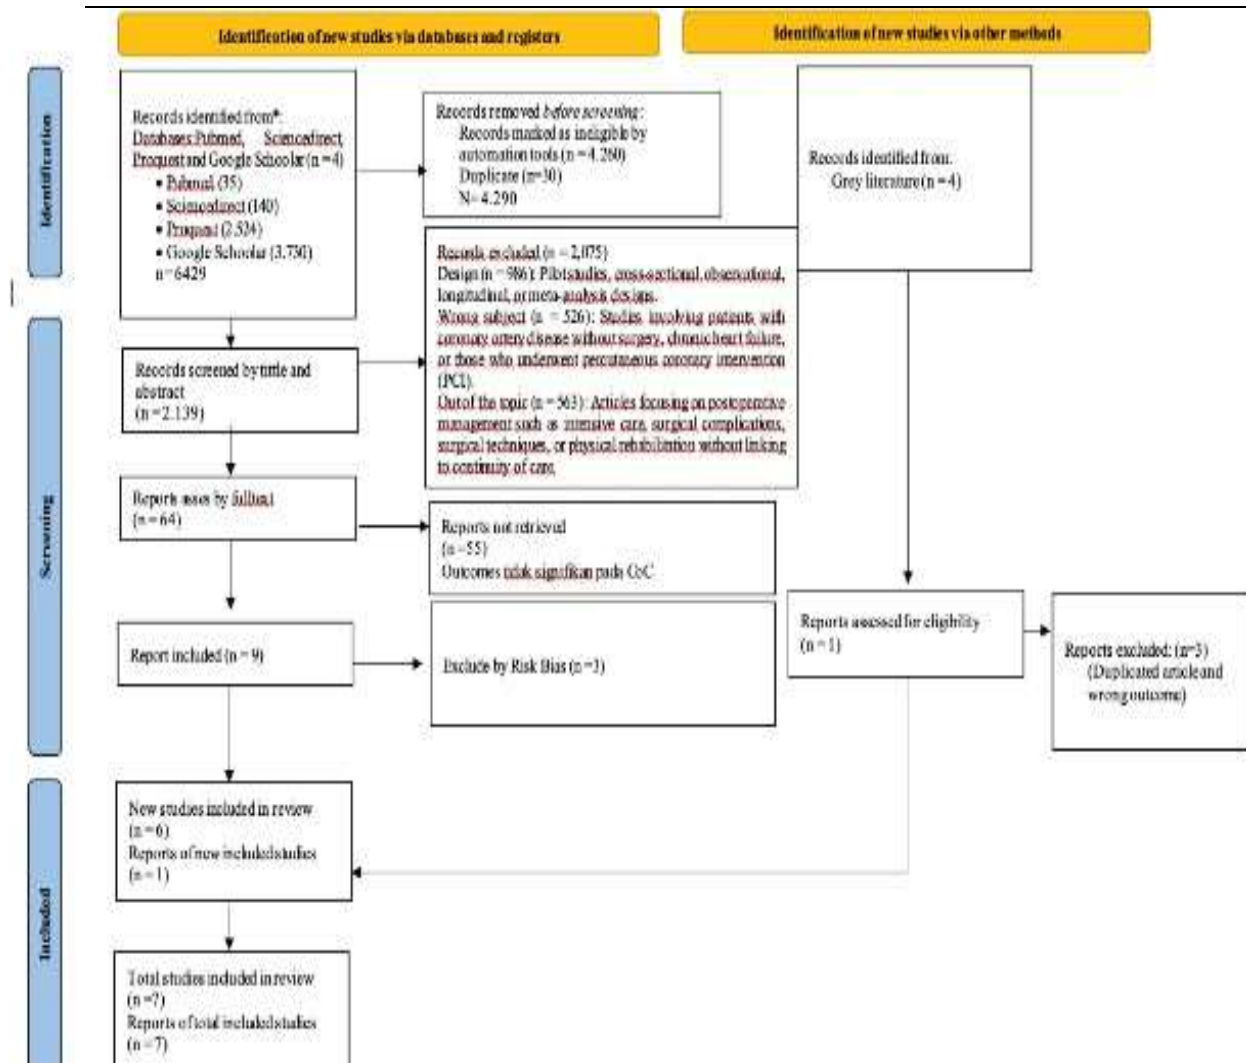 Identification of new studies via databases and registers
Identification of new studies via other methods
Identification
Records identified from*:
Databases Pubmed, Sciencedirect,
Proquest and Google Schoolar (n = 4)
• Pubmed (35)
• Sciencedirect (140)
• Proquest (2.524)
• Google Schoolar (3.730)
n = 6429
Records removed before screening:
Records marked as ineligible by
automation tools (n = 4.260)
Duplicate (n=30)
N= 4.290
Records identified from:
Grey literature (n = 4)
Screening
Records excluded (n = 2,075)
Design (n = 986): Pilot studies, cross-sectional, observational,
longitudinal, or meta-analysis designs.
Wrong subject (n = 526): Studies involving patients with
coronary artery disease without surgery, chronic heart failure,
or those who underwent percutaneous coronary intervention
(PCI).
Out of the topic (n = 563): Articles focusing on postoperative
management such as intensive care, surgical complications,
surgical techniques, or physical rehabilitation without linking
to continuity of care.
Records screened by tittle and
abstract
(n = 2.139)
Reports asses by fulltext
(n = 64)
Reports not retrieved
(n = 55)
Outcomes tidak signifikan pada CoC
Report included (n = 9)
Exclude by Risk Bias (n = 3)
Reports assessed for eligibility
(n = 1)
Reports excluded: (n=3)
(Duplicated article and
wrong outcome)
Included
New studies included in review
(n = 6)
Reports of new included studies
(n = 1)
Total studies included in review
(n =7)
Reports of total included studies
(n = 7)